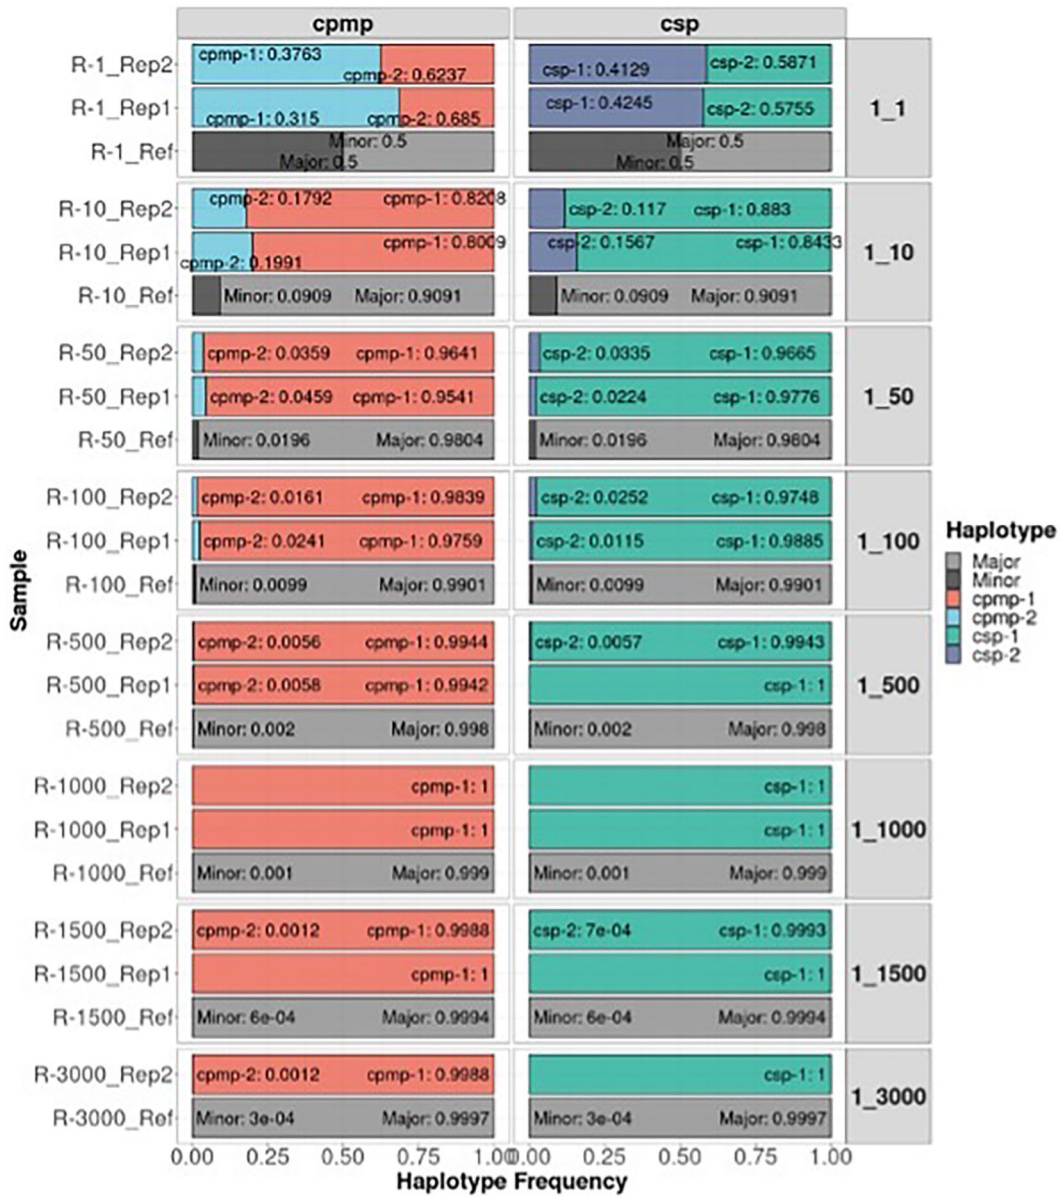 cpmp csp
R-1_Rep2 cpmp-1: 0.3763 cpmp-2: 0.6237 csp-1: 0.4129 csp-2: 0.5871
R-1_Rep1 cpmp-1: 0.315 cpmp-2: 0.685 csp-1: 0.4245 csp-2: 0.5755
R-1_Ref Minor: 0.5 Major: 0.5 Major: 0.5 Minor: 0.5
1_1
R-10_Rep2 cpmp-2: 0.1792 cpmp-1: 0.8208 csp-2: 0.117 csp-1: 0.883
R-10_Rep1 cpmp-2: 0.1991 cpmp-1: 0.8009 csp-2: 0.1567 csp-1: 0.8433
R-10_Ref Minor: 0.0909 Major: 0.9091 Minor: 0.0909 Major: 0.9091
1_10
R-50_Rep2 cpmp-2: 0.0359 cpmp-1: 0.9641 csp-2: 0.0335 csp-1: 0.9665
R-50_Rep1 cpmp-2: 0.0459 cpmp-1: 0.9541 csp-2: 0.0224 csp-1: 0.9776
R-50_Ref Minor: 0.0196 Major: 0.9804 Minor: 0.0196 Major: 0.9804
1_50
R-100_Rep2 cpmp-2: 0.0161 cpmp-1: 0.9839 csp-2: 0.0252 csp-1: 0.9748
R-100_Rep1 cpmp-2: 0.0241 cpmp-1: 0.9759 csp-2: 0.0115 csp-1: 0.9885
R-100_Ref Minor: 0.0099 Major: 0.9901 Minor: 0.0099 Major: 0.9901
1_100
R-500_Rep2 cpmp-2: 0.0056 cpmp-1: 0.9944 csp-2: 0.0057 csp-1: 0.9943
R-500_Rep1 cpmp-2: 0.0058 cpmp-1: 0.9942 csp-1: 1
R-500_Ref Minor: 0.002 Major: 0.998 Minor: 0.002 Major: 0.998
1_500
R-1000_Rep2 cpmp-1: 1 csp-1: 1
R-1000_Rep1 cpmp-1: 1 csp-1: 1
R-1000_Ref Minor: 0.001 Major: 0.999 Minor: 0.001 Major: 0.999
1_1000
R-1500_Rep2 cpmp-2: 0.0012 cpmp-1: 0.9988 csp-2: 7e-04 csp-1: 0.9993
R-1500_Rep1 cpmp-1: 1 csp-1: 1
R-1500_Ref Minor: 6e-04 Major: 0.9994 Minor: 6e-04 Major: 0.9994
1_1500
R-3000_Rep2 cpmp-2: 0.0012 cpmp-1: 0.9988 csp-1: 1
R-3000_Ref Minor: 3e-04 Major: 0.9997 Minor: 3e-04 Major: 0.9997
1_3000
0.00 0.25 0.50 0.75 1.00 0.00 0.25 0.50 0.75 1.00
Haplotype Frequency
Sample
Haplotype
Major
Minor
cpmp-1
cpmp-2
csp-1
csp-2